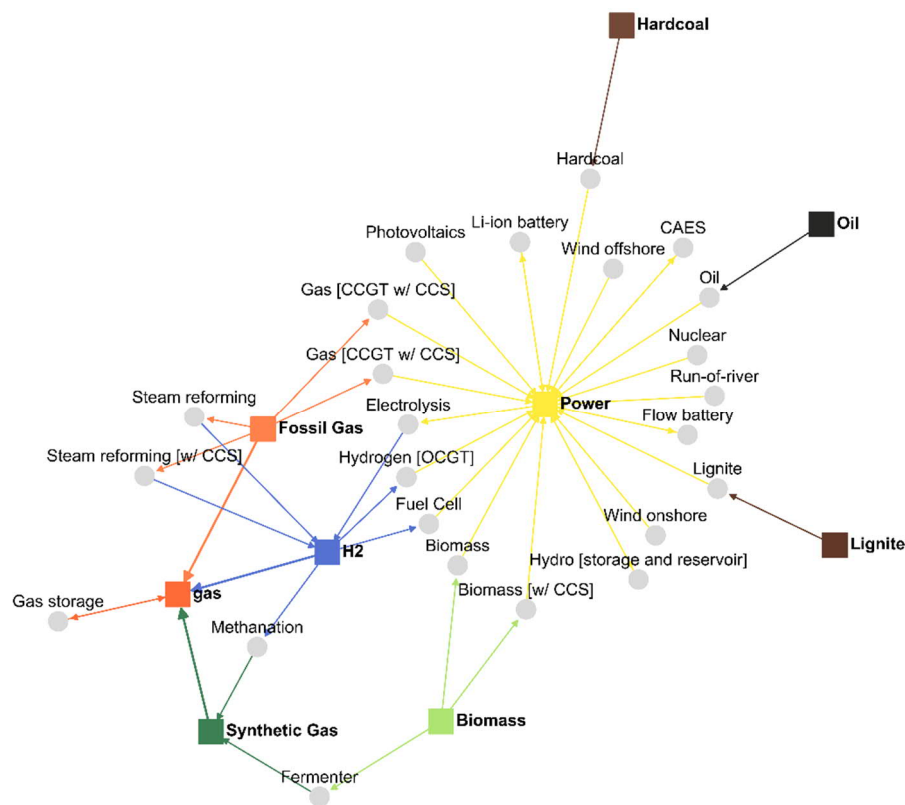 Hardcoal
Hardcoal
Li-ion battery
CAES
Oil
Photovoltaics
Wind offshore
Oil
Gas [CCGT w/ CCS]
Nuclear
Gas [CCGT w/ CCS]
Run-of-river
Steam reforming
Electrolysis
Power
Flow battery
Fossil Gas
Steam reforming [w/ CCS]
Hydrogen [OCGT]
Lignite
Fuel Cell
Wind onshore
H2
Biomass
Lignite
Hydro [storage and reservoir]
Biomass [w/ CCS]
gas
Gas storage
Methanation
Synthetic Gas
Biomass
Fermenter